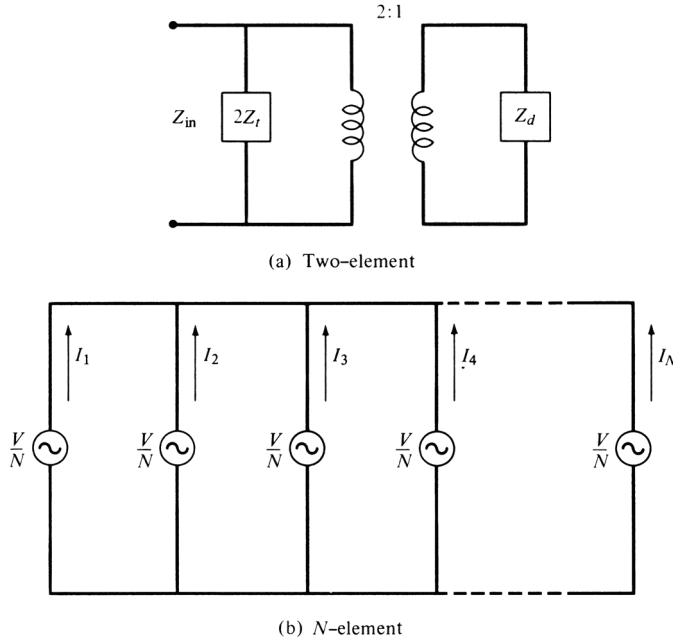 2:1
Z_in
2Z_t
Z_d
(a) Two-element
I_1
I_2
I_3
I_4
I_N
V/N
V/N
V/N
V/N
V/N
(b) N-element